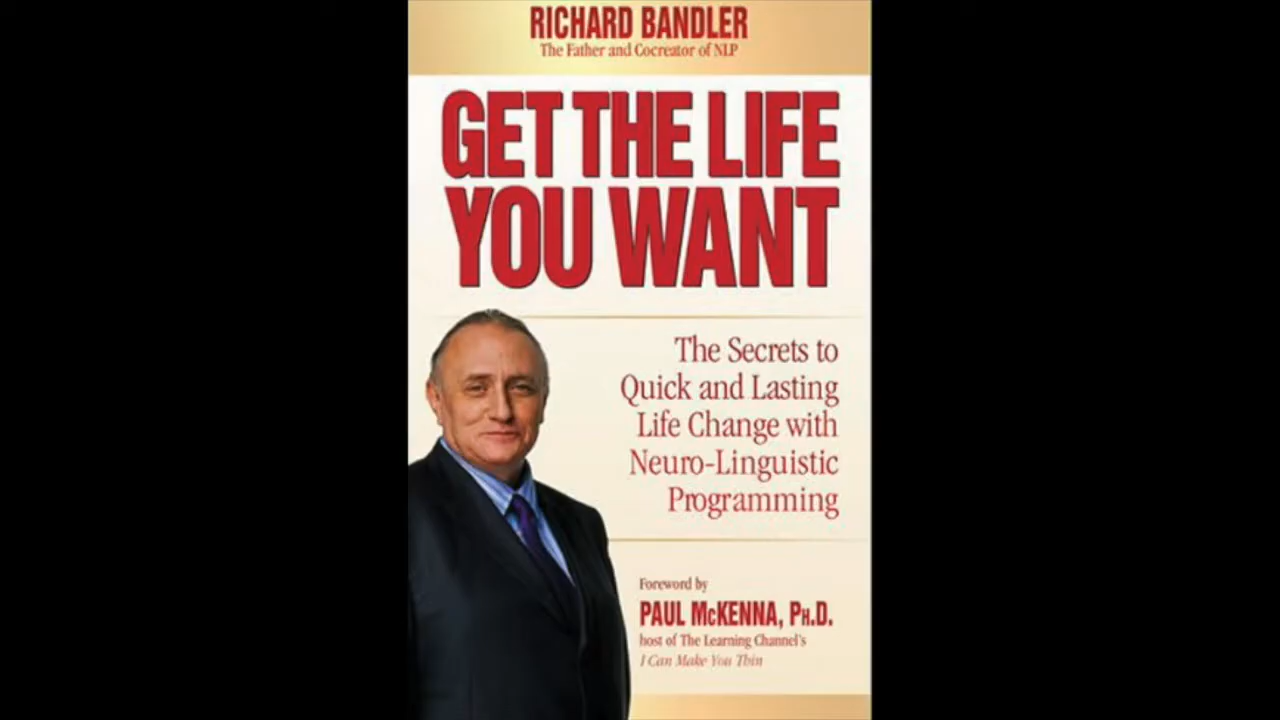 RICHARD BANDLER
The Father and Cocreator of NLP
GET THE LIFE
YOU WANT
The Secrets to
Quick and Lasting
Life Change with
Neuro-Linguistic
Programming
Foreword by
PAUL McKENNA, Ph.D.
host of The Learning Channel's
I Can Make You Thin